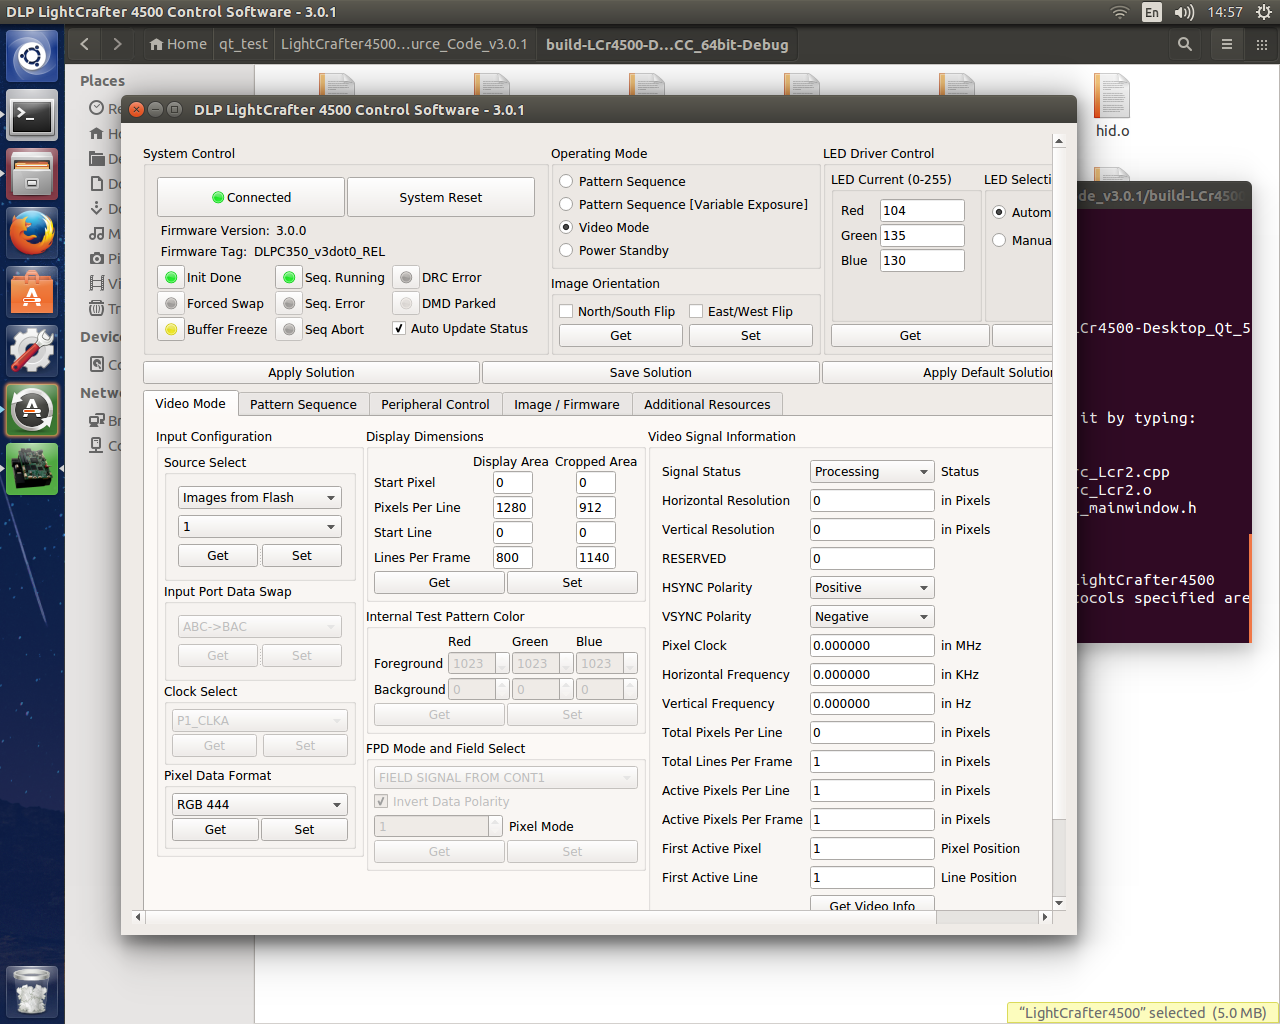 DLP LightCrafter 4500 Control Software - 3.0.1
En
14:57
Home
qt_test
LightCrafter4500...urce_Code_v3.0.1
build-LCr4500-D...CC_64bit-Debug
Places
Devic
Netw
hid.o
DLP LightCrafter 4500 Control Software - 3.0.1
System Control
Connected
System Reset
Firmware Version: 3.0.0
Firmware Tag: DLPC350_v3dot0_REL
Init Done
Seq. Running
DRC Error
Forced Swap
Seq. Error
DMD Parked
Buffer Freeze
Seq Abort
Auto Update Status
Operating Mode
Pattern Sequence
Pattern Sequence [Variable Exposure]
Video Mode
Power Standby
Image Orientation
North/South Flip
East/West Flip
Get
Set
LED Driver Control
LED Current (0-255)
Red 104
Green 135
Blue 130
Get
LED Selecti
Autom
Manua
Apply Solution
Save Solution
Apply Default Solution
Video Mode
Pattern Sequence
Peripheral Control
Image / Firmware
Additional Resources
Input Configuration
Source Select
Images from Flash
1
Get
Set
Input Port Data Swap
ABC->BAC
Get
Set
Clock Select
P1_CLKA
Get
Set
Pixel Data Format
RGB 444
Get
Set
Display Dimensions
Display Area Cropped Area
Start Pixel 0 0
Pixels Per Line 1280 912
Start Line 0 0
Lines Per Frame 800 1140
Get
Set
Internal Test Pattern Color
Red Green Blue
Foreground 1023 1023 1023
Background 0 0 0
Get
Set
FPD Mode and Field Select
FIELD SIGNAL FROM CONT1
Invert Data Polarity
1 Pixel Mode
Get
Set
Video Signal Information
Signal Status Processing Status
Horizontal Resolution 0 in Pixels
Vertical Resolution 0 in Pixels
RESERVED 0
HSYNC Polarity Positive
VSYNC Polarity Negative
Pixel Clock 0.000000 in MHz
Horizontal Frequency 0.000000 in KHz
Vertical Frequency 0.000000 in Hz
Total Pixels Per Line 0 in Pixels
Total Lines Per Frame 1 in Pixels
Active Pixels Per Line 1 in Pixels
Active Pixels Per Frame 1 in Pixels
First Active Pixel 1 Pixel Position
First Active Line 1 Line Position
Get Video Info
de_v3.0.1/build-LCr4500
Cr4500-Desktop_Qt_5
it by typing:
rc_Lcr2.cpp
rc_Lcr2.o
_mainwindow.h
ightCrafter4500
tocols specified are
"LightCrafter4500" selected (5.0 MB)